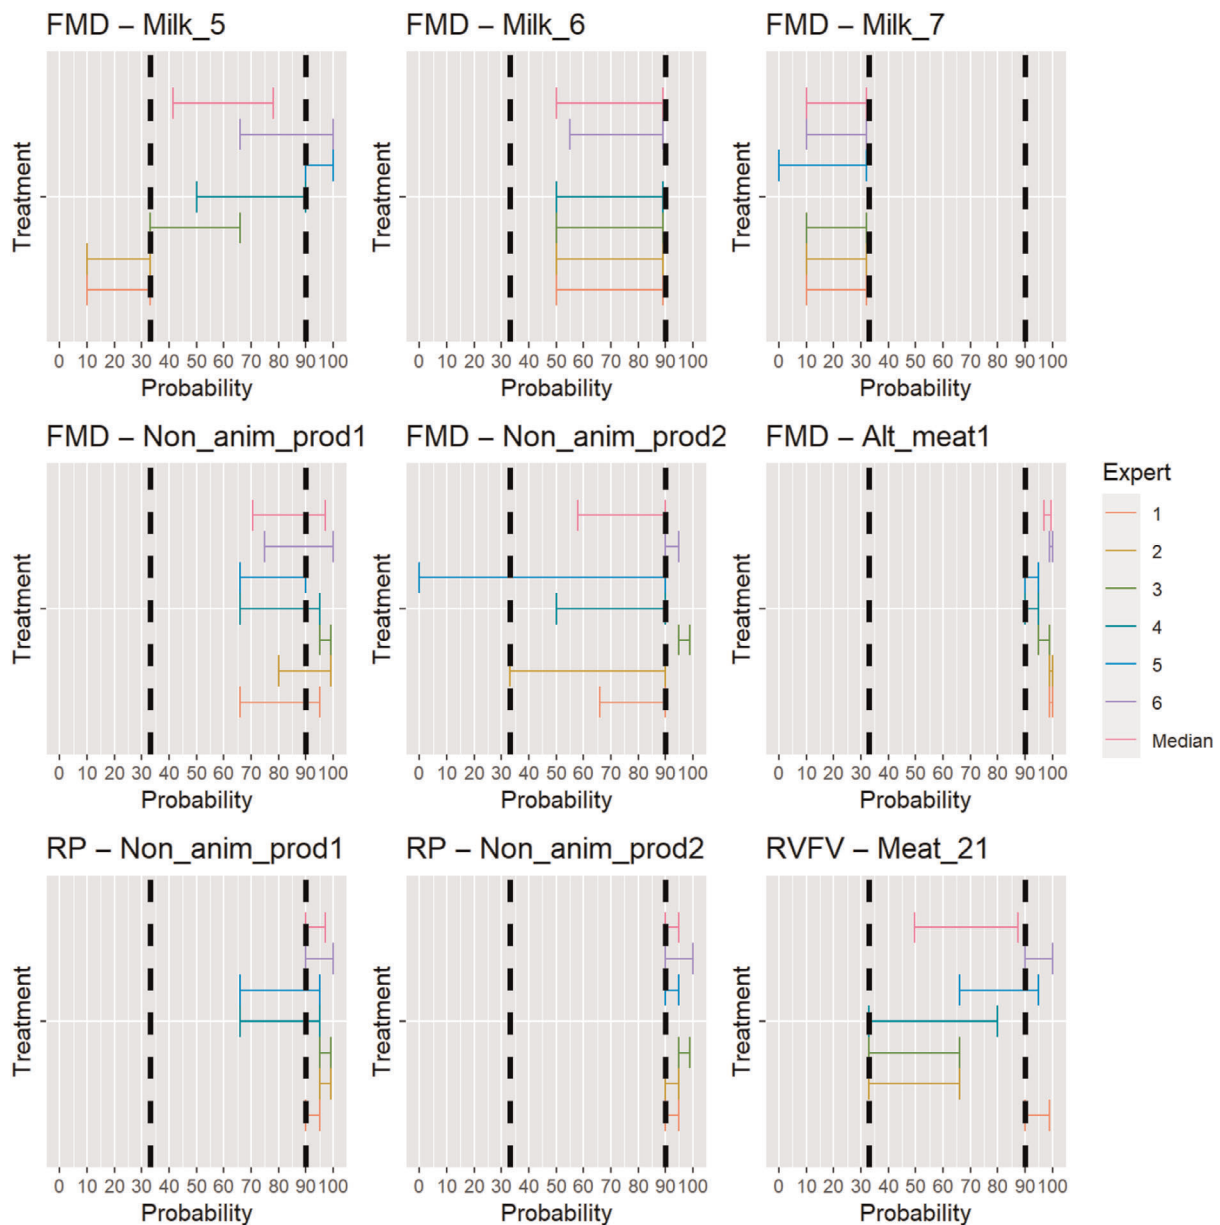 FMD – Milk_5
FMD – Milk_6
FMD – Milk_7
Treatment
Treatment
Treatment
0 10 20 30 40 50 60 70 80 90 100
0 10 20 30 40 50 60 70 80 90 100
0 10 20 30 40 50 60 70 80 90 100
Probability
Probability
Probability
FMD – Non_anim_prod1
FMD – Non_anim_prod2
FMD – Alt_meat1
Treatment
Treatment
Treatment
0 10 20 30 40 50 60 70 80 90 100
0 10 20 30 40 50 60 70 80 90 100
0 10 20 30 40 50 60 70 80 90 100
Probability
Probability
Probability
Expert
1
2
3
4
5
6
Median
RP – Non_anim_prod1
RP – Non_anim_prod2
RVFV – Meat_21
Treatment
Treatment
Treatment
0 10 20 30 40 50 60 70 80 90 100
0 10 20 30 40 50 60 70 80 90 100
0 10 20 30 40 50 60 70 80 90 100
Probability
Probability
Probability